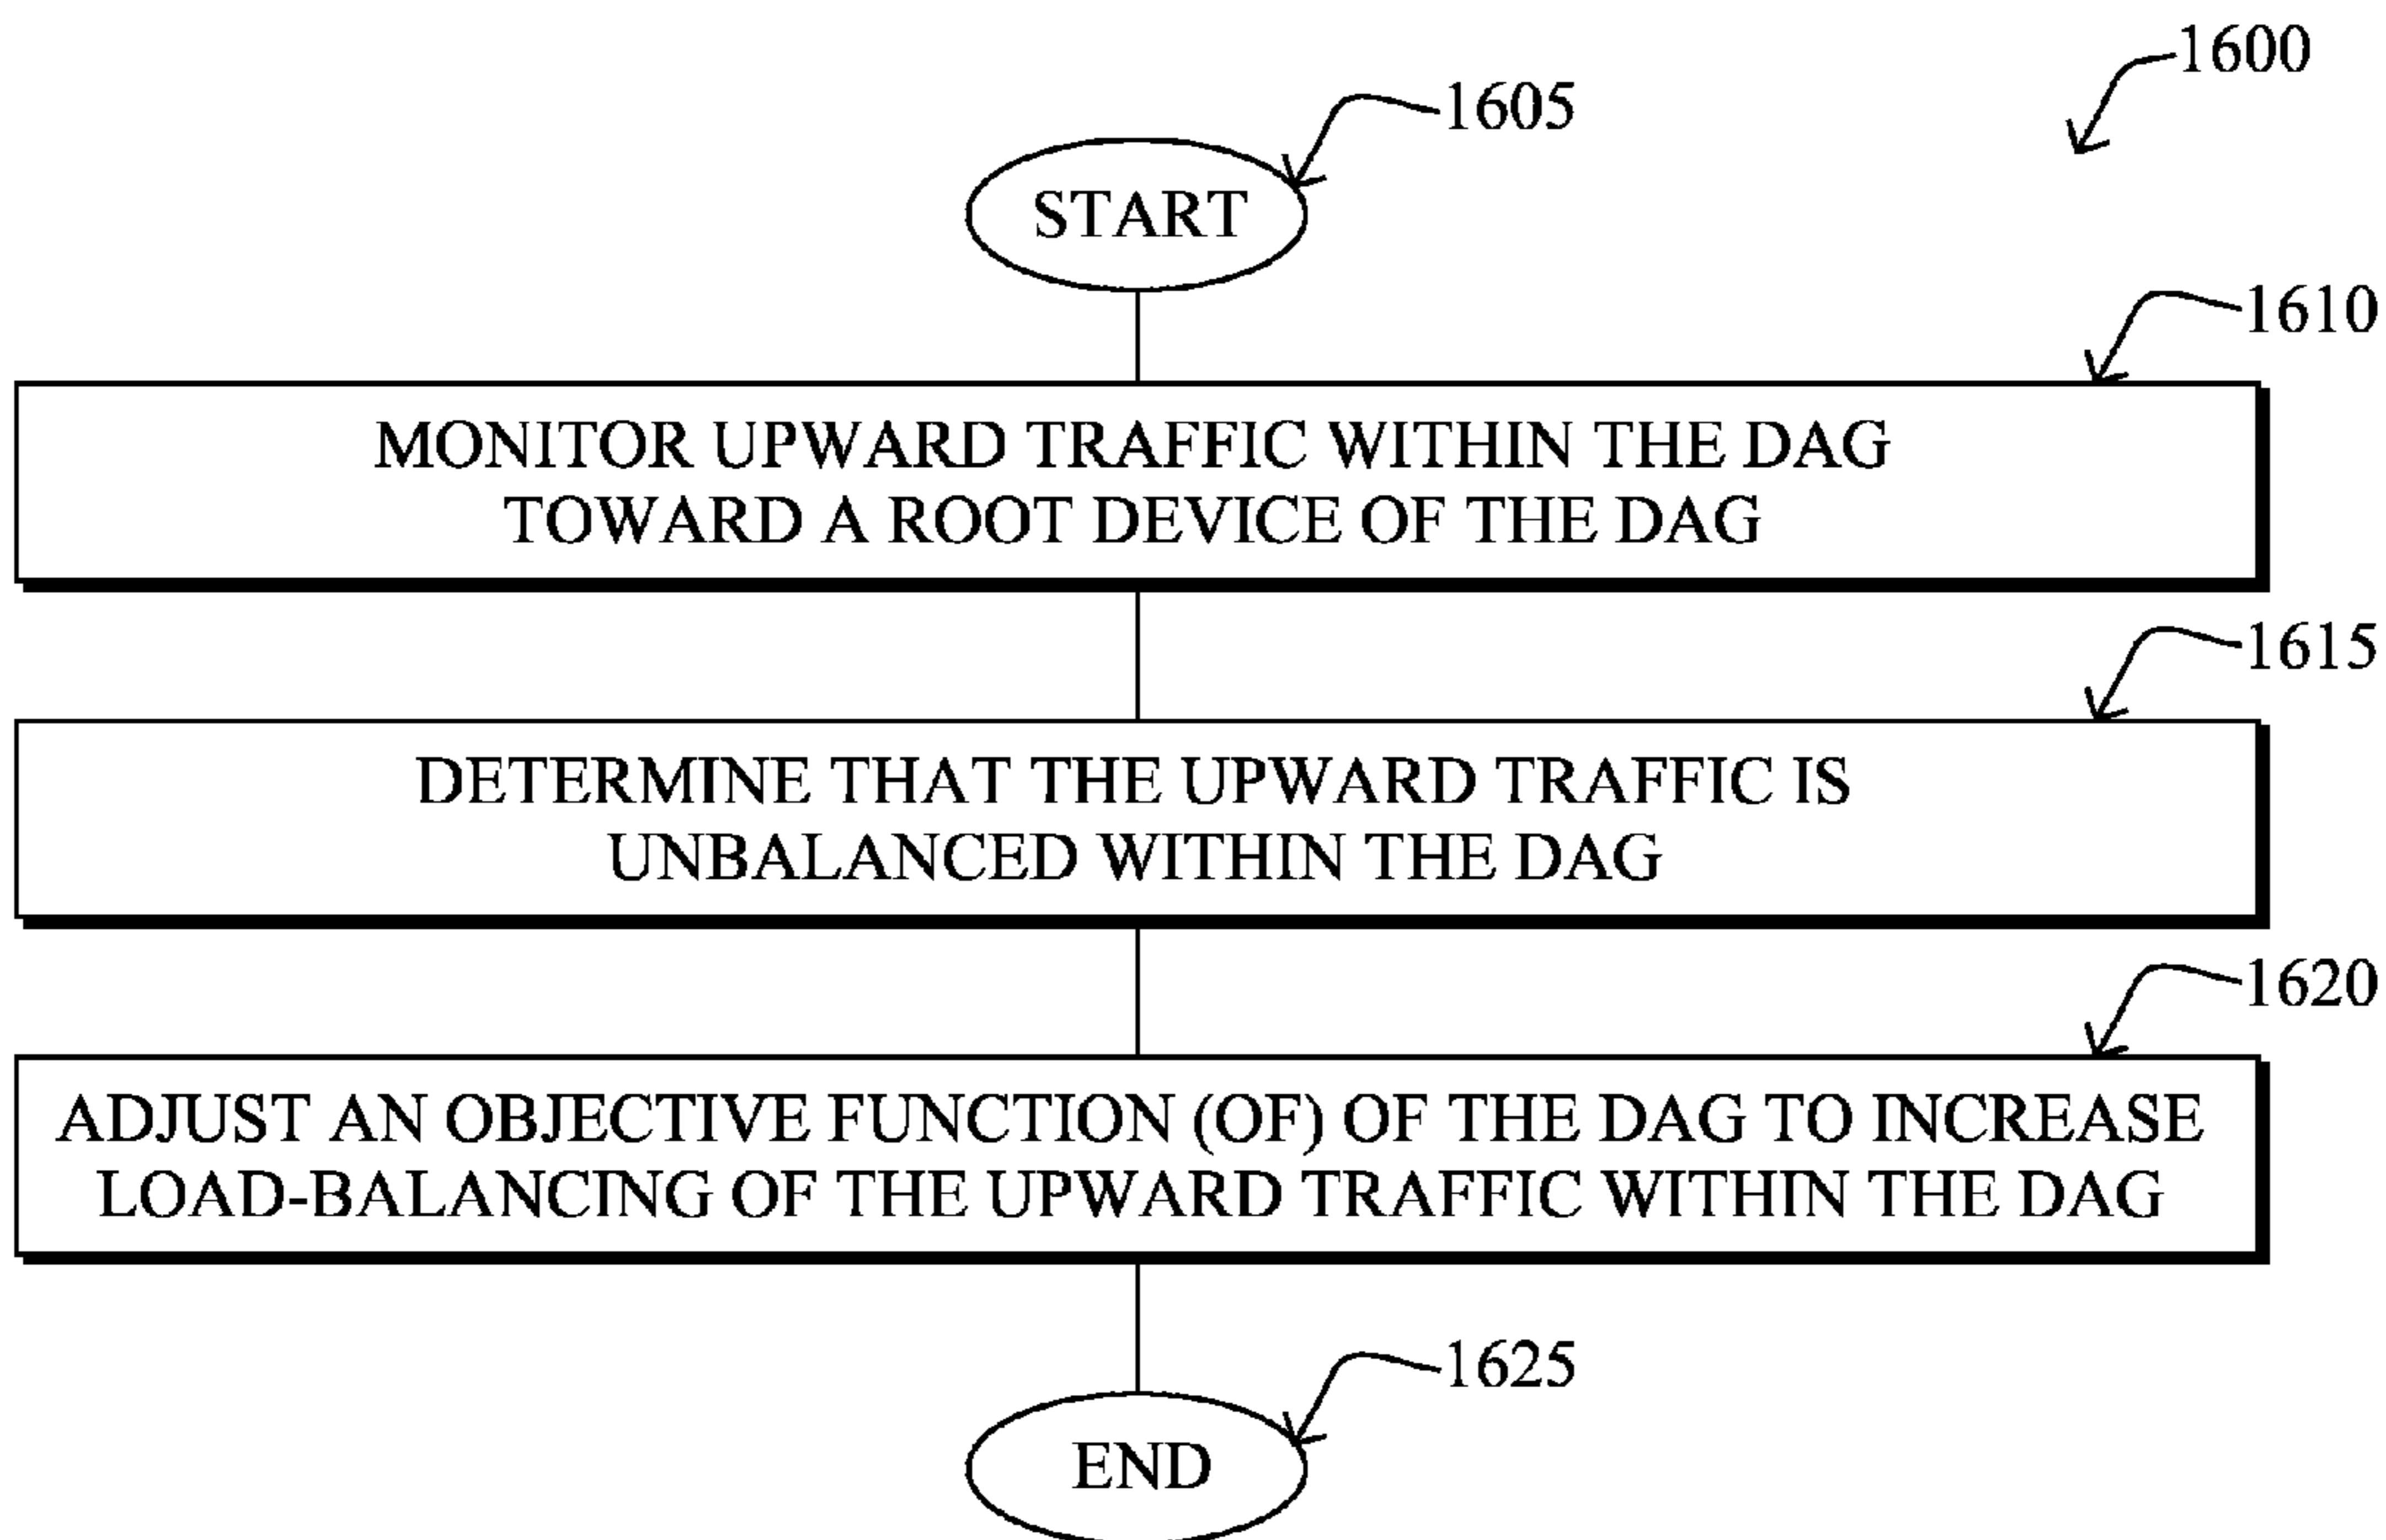 1600
1605
START
1610
MONITOR UPWARD TRAFFIC WITHIN THE DAG
TOWARD A ROOT DEVICE OF THE DAG
1615
DETERMINE THAT THE UPWARD TRAFFIC IS
UNBALANCED WITHIN THE DAG
1620
ADJUST AN OBJECTIVE FUNCTION (OF) OF THE DAG TO INCREASE
LOAD-BALANCING OF THE UPWARD TRAFFIC WITHIN THE DAG
1625
END